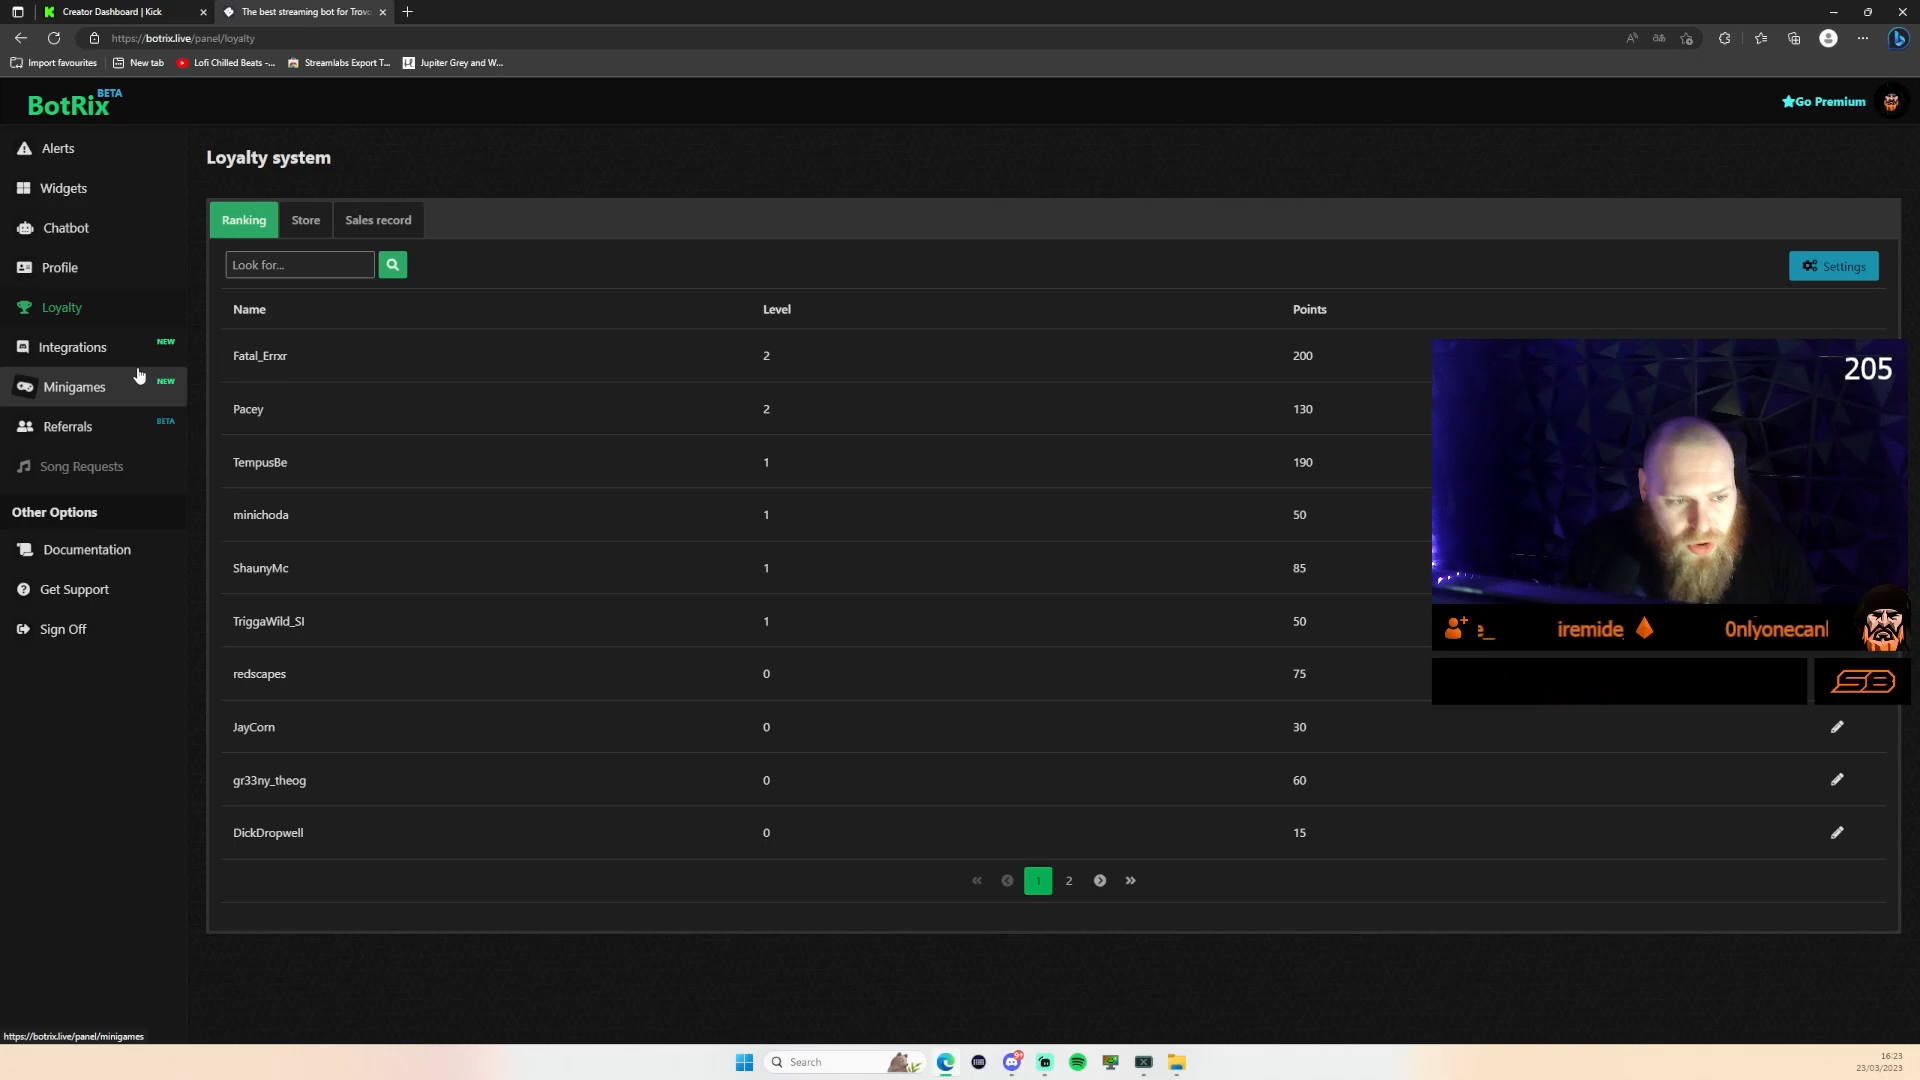 Creator Dashboard | Kick
The best streaming bot for Trovo
https://botrix.live/panel/loyalty
Import favourites
New tab
Lofi Chilled Beats -...
Streamlabs Export T...
Jupiter Grey and W...
BotRix BETA
Go Premium
Alerts
Widgets
Chatbot
Profile
Loyalty
Integrations NEW
Minigames NEW
Referrals BETA
Song Requests
Other Options
Documentation
Get Support
Sign Off
Loyalty system
Ranking Store Sales record
Look for...
Settings
Name Level Points
Fatal_Errxr 2 200
Pacey 2 130
TempusBe 1 190
minichoda 1 50
ShaunyMc 1 85
TriggaWild_SI 1 50
redscapes 0 75
JayCorn 0 30
gr33ny_theog 0 60
DickDropwell 0 15
« 1 2 »
205
e_ iremide 0nlyonecanl
SB
https://botrix.live/panel/minigames
Search
16:23
23/03/2023